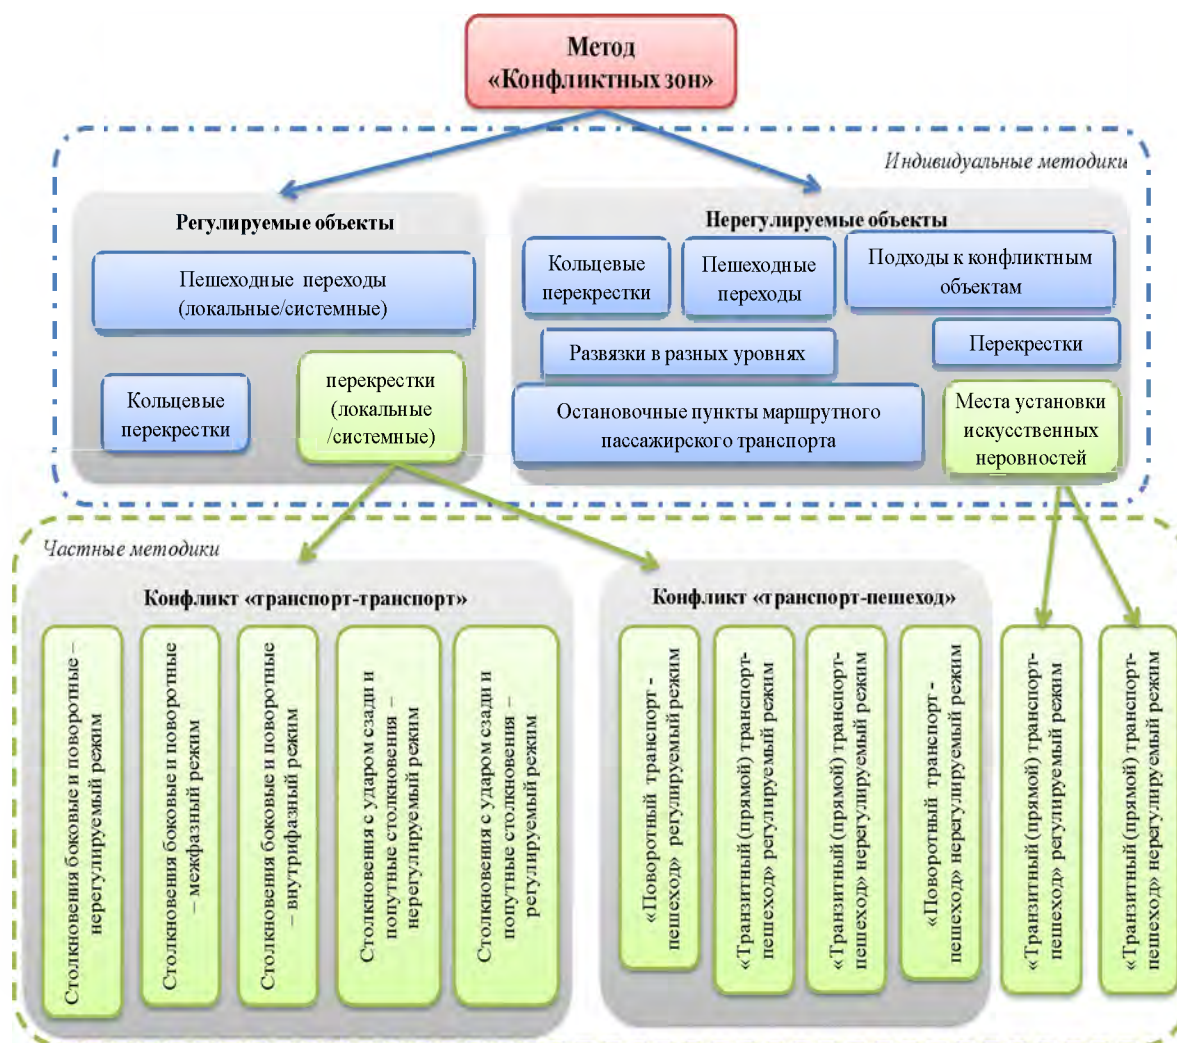 Метод
«Конфликтных зон»
Индивидуальные методики
Регулируемые объекты
Пешеходные переходы
(локальные/системные)
Кольцевые
перекрестки
перекрестки
(локальные
/системные)
Нерегулируемые объекты
Кольцевые
перекрестки
Пешеходные
переходы
Подходы к конфликтным
объектам
Развязки в разных уровнях
Перекрестки
Остановочные пункты маршрутного
пассажирского транспорта
Места установки
искусственных
неровностей
Частные методики
Конфликт «транспорт-транспорт»
Столкновения боковые и поворотные –
нерегулируемый режим
Столкновения боковые и поворотные
– межфазный режим
Столкновения боковые и поворотные
– внутрифазный режим
Столкновения с ударом сзади и
попутные столкновения –
нерегулируемый режим
Столкновения с ударом сзади и
попутные столкновения –
регулируемый режим
Конфликт «транспорт-пешеход»
«Поворотный транспорт -
пешеход» регулируемый режим
«Транзитный (прямой) транспорт-
пешеход» регулируемый режим
«Транзитный (прямой) транспорт-
пешеход» нерегулируемый режим
«Поворотный транспорт -
пешеход» нерегулируемый режим
«Транзитный (прямой) транспорт-
пешеход» регулируемый режим
«Транзитный (прямой) транспорт-
пешеход» нерегулируемый режим